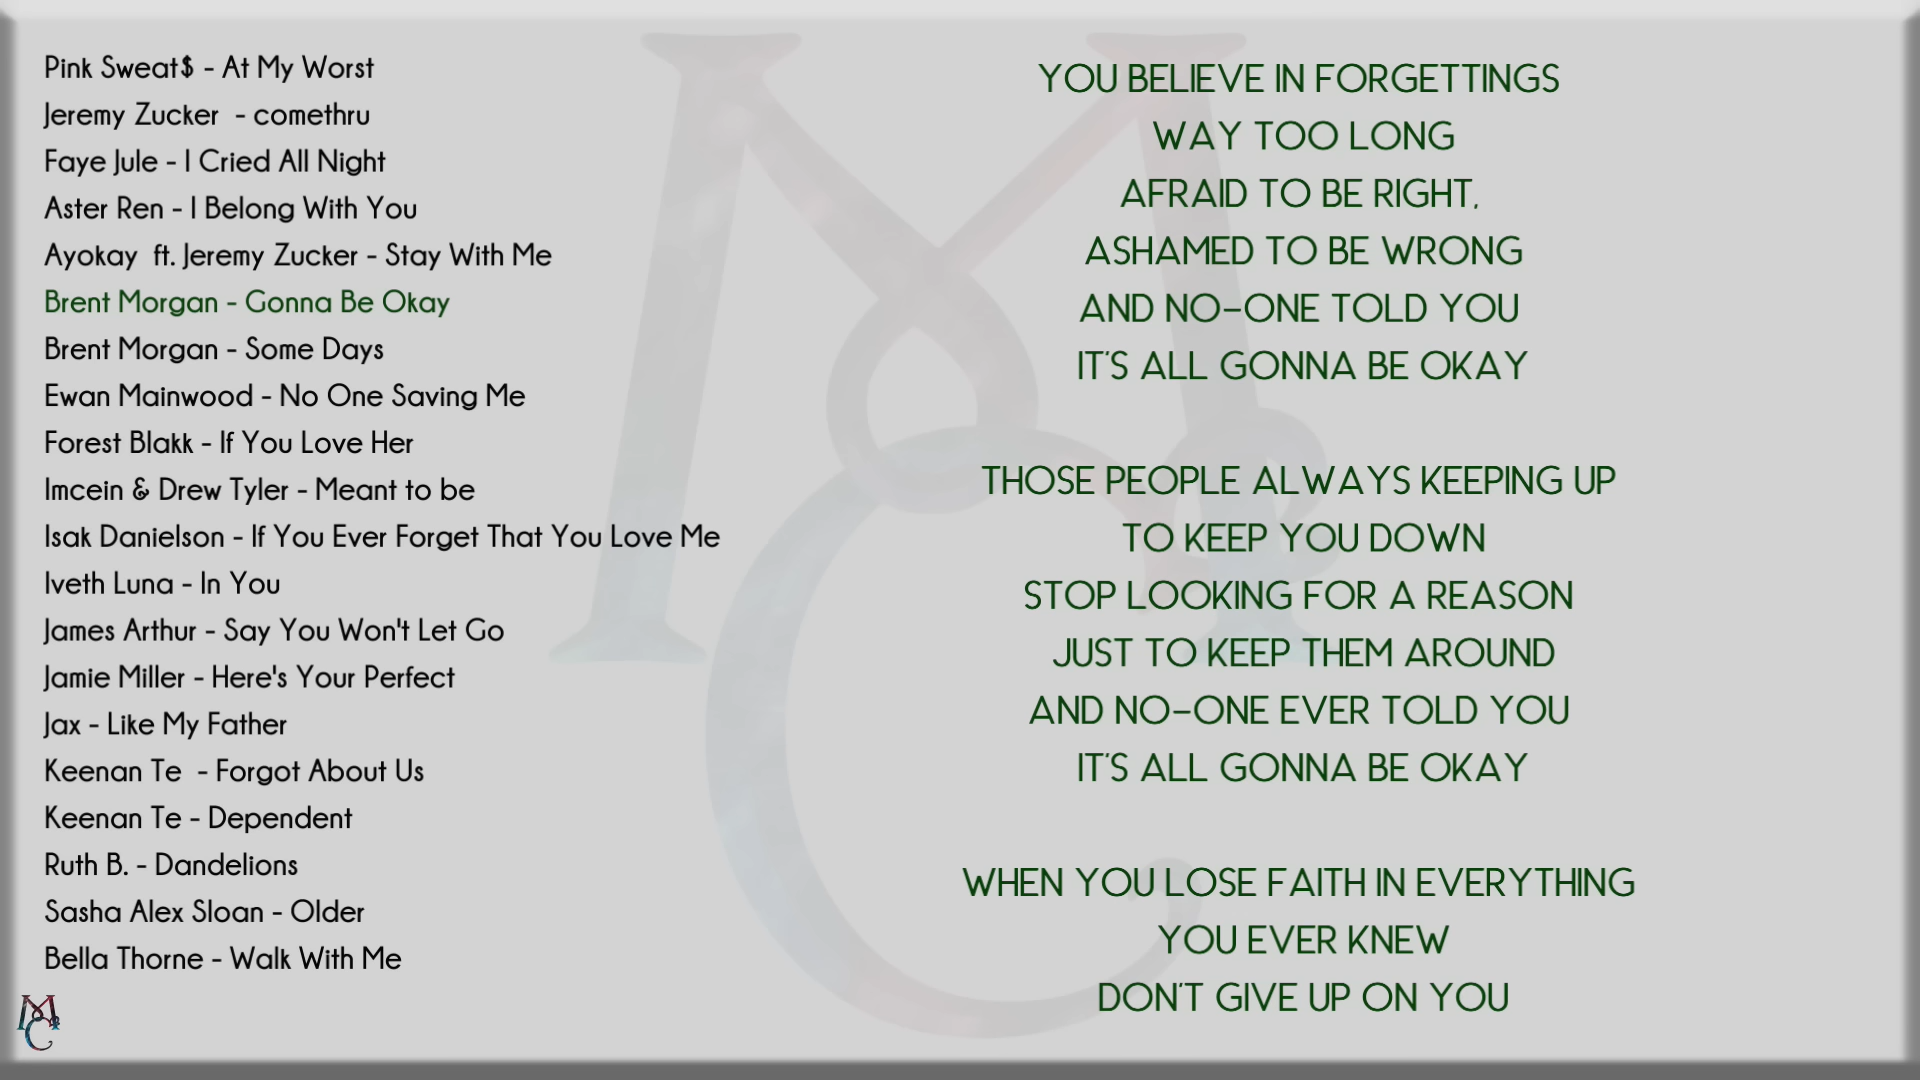 Pink Sweat$ - At My Worst
Jeremy Zucker - comethru
Faye Jule - I Cried All Night
Aster Ren - I Belong With You
Ayokay ft. Jeremy Zucker - Stay With Me
Brent Morgan - Gonna Be Okay
Brent Morgan - Some Days
Ewan Mainwood - No One Saving Me
Forest Blakk - If You Love Her
Imcein & Drew Tyler - Meant to be
Isak Danielson - If You Ever Forget That You Love Me
Iveth Luna - In You
James Arthur - Say You Won't Let Go
Jamie Miller - Here's Your Perfect
Jax - Like My Father
Keenan Te - Forgot About Us
Keenan Te - Dependent
Ruth B. - Dandelions
Sasha Alex Sloan - Older
Bella Thorne - Walk With Me
MC
YOU BELIEVE IN FORGETTINGS
WAY TOO LONG
AFRAID TO BE RIGHT,
ASHAMED TO BE WRONG
AND NO-ONE TOLD YOU
IT'S ALL GONNA BE OKAY
THOSE PEOPLE ALWAYS KEEPING UP
TO KEEP YOU DOWN
STOP LOOKING FOR A REASON
JUST TO KEEP THEM AROUND
AND NO-ONE EVER TOLD YOU
IT'S ALL GONNA BE OKAY
WHEN YOU LOSE FAITH IN EVERYTHING
YOU EVER KNEW
DON'T GIVE UP ON YOU